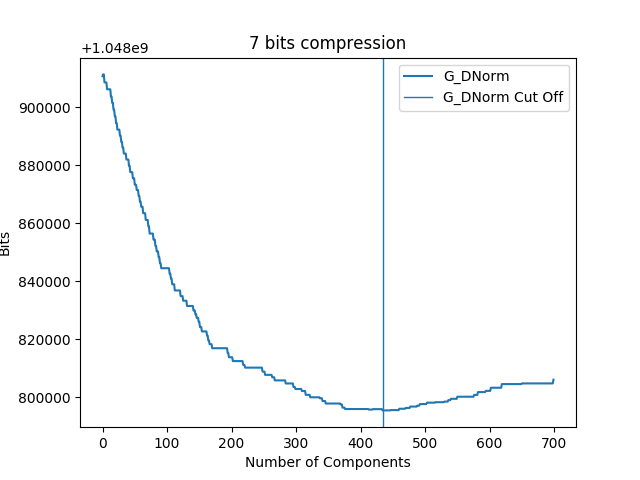 7 bits compression
+1.048e9
G_DNorm
G_DNorm Cut Off
900000
880000
860000
840000
820000
800000
Bits
0 100 200 300 400 500 600 700
Number of Components